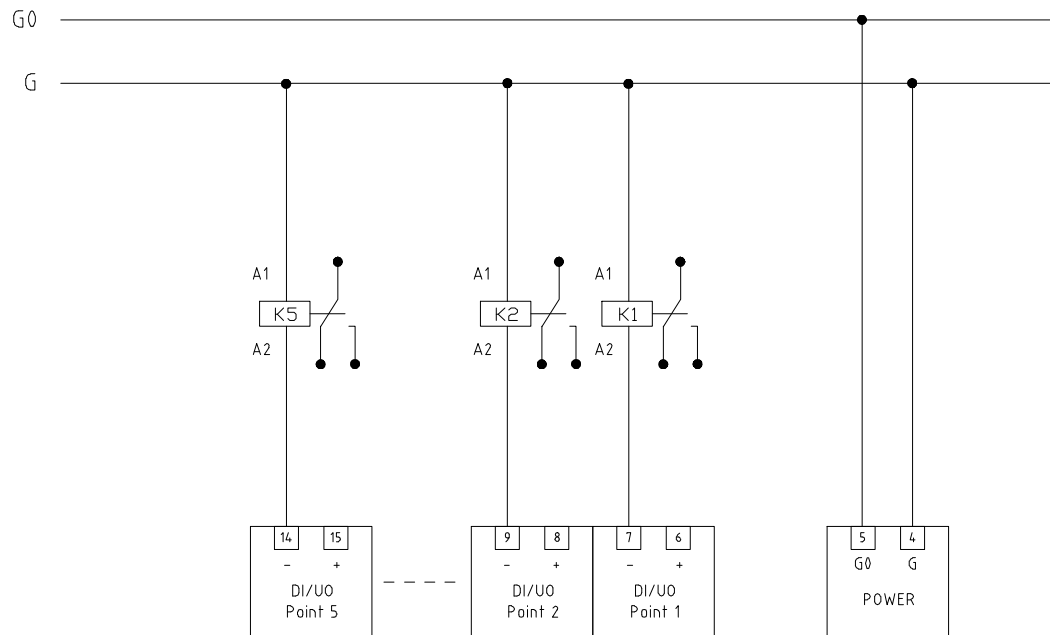 G0
G
A1
A1
A1
K5
K2
K1
A2
A2
A2
14 15
9 8
7 6
5 4
- +
- +
- +
G0 G
DI/UO
Point 5
DI/UO
Point 2
DI/UO
Point 1
POWER